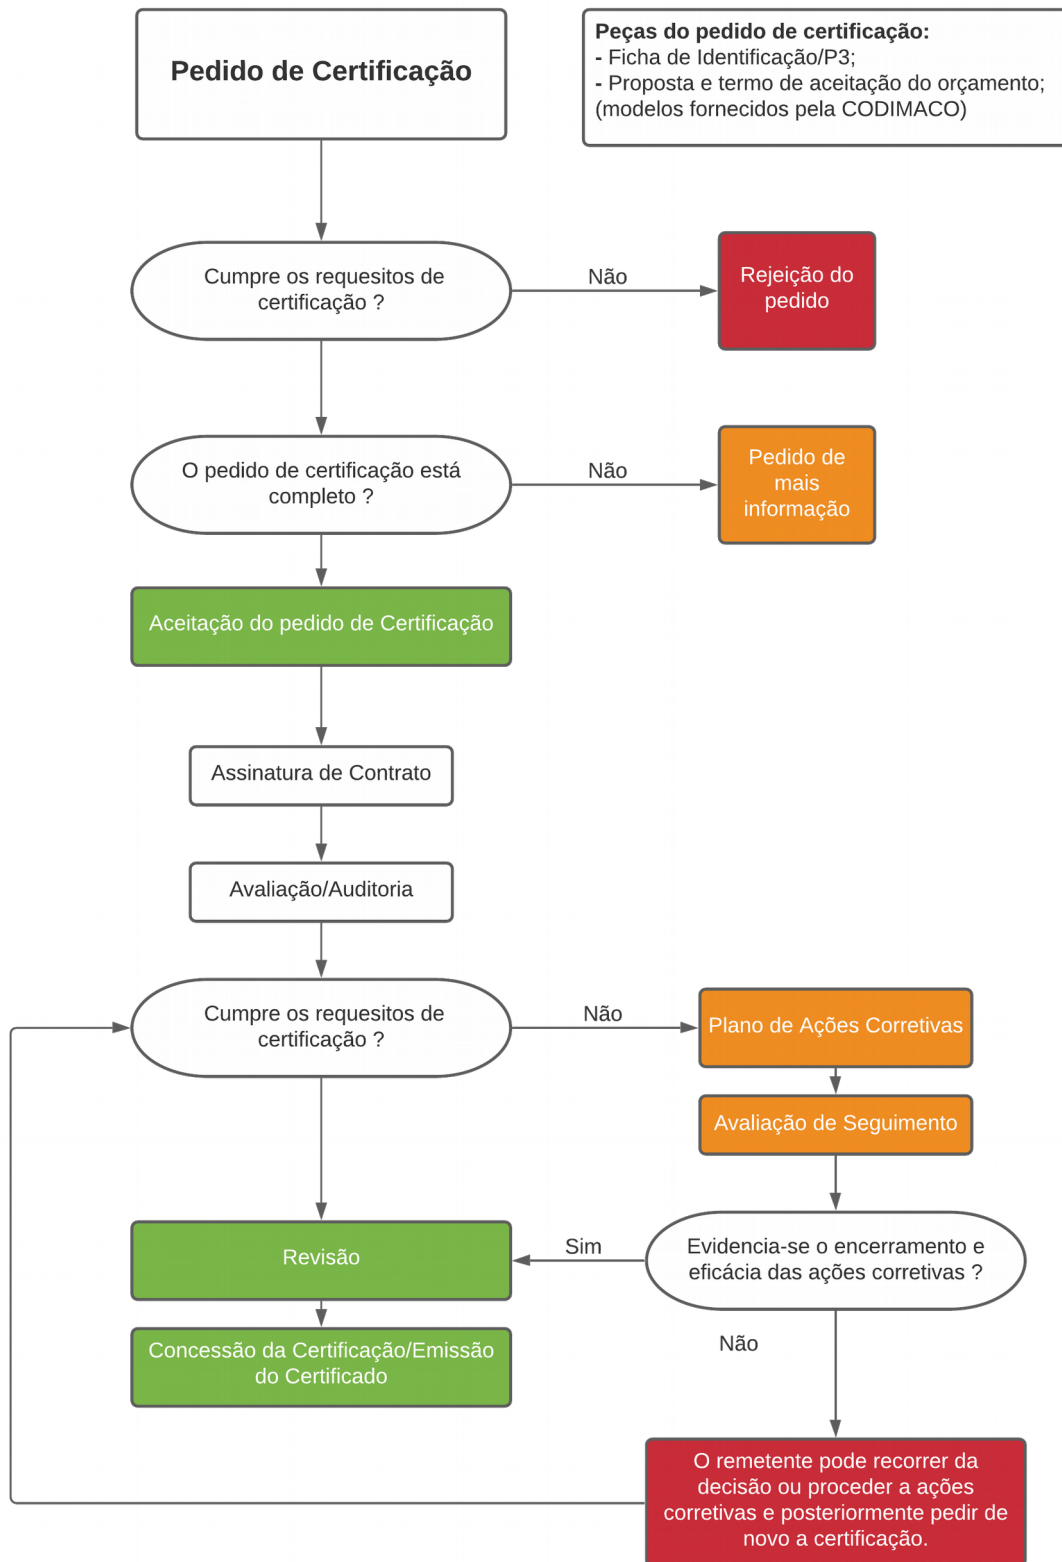 Pedido de Certificação
Peças do pedido de certificação:
- Ficha de Identificação/P3;
- Proposta e termo de aceitação do orçamento;
(modelos fornecidos pela CODIMACO)
Cumpre os requesitos de
certificação ?
Não
Rejeição do
pedido
O pedido de certificação está
completo ?
Não
Pedido de
mais
informação
Aceitação do pedido de Certificação
Assinatura de Contrato
Avaliação/Auditoria
Cumpre os requesitos de
certificação ?
Não
Plano de Ações Corretivas
Avaliação de Seguimento
Evidencia-se o encerramento e
eficácia das ações corretivas ?
Sim
Revisão
Concessão da Certificação/Emissão
do Certificado
Não
O remetente pode recorrer da
decisão ou proceder a ações
corretivas e posteriormente pedir de
novo a certificação.